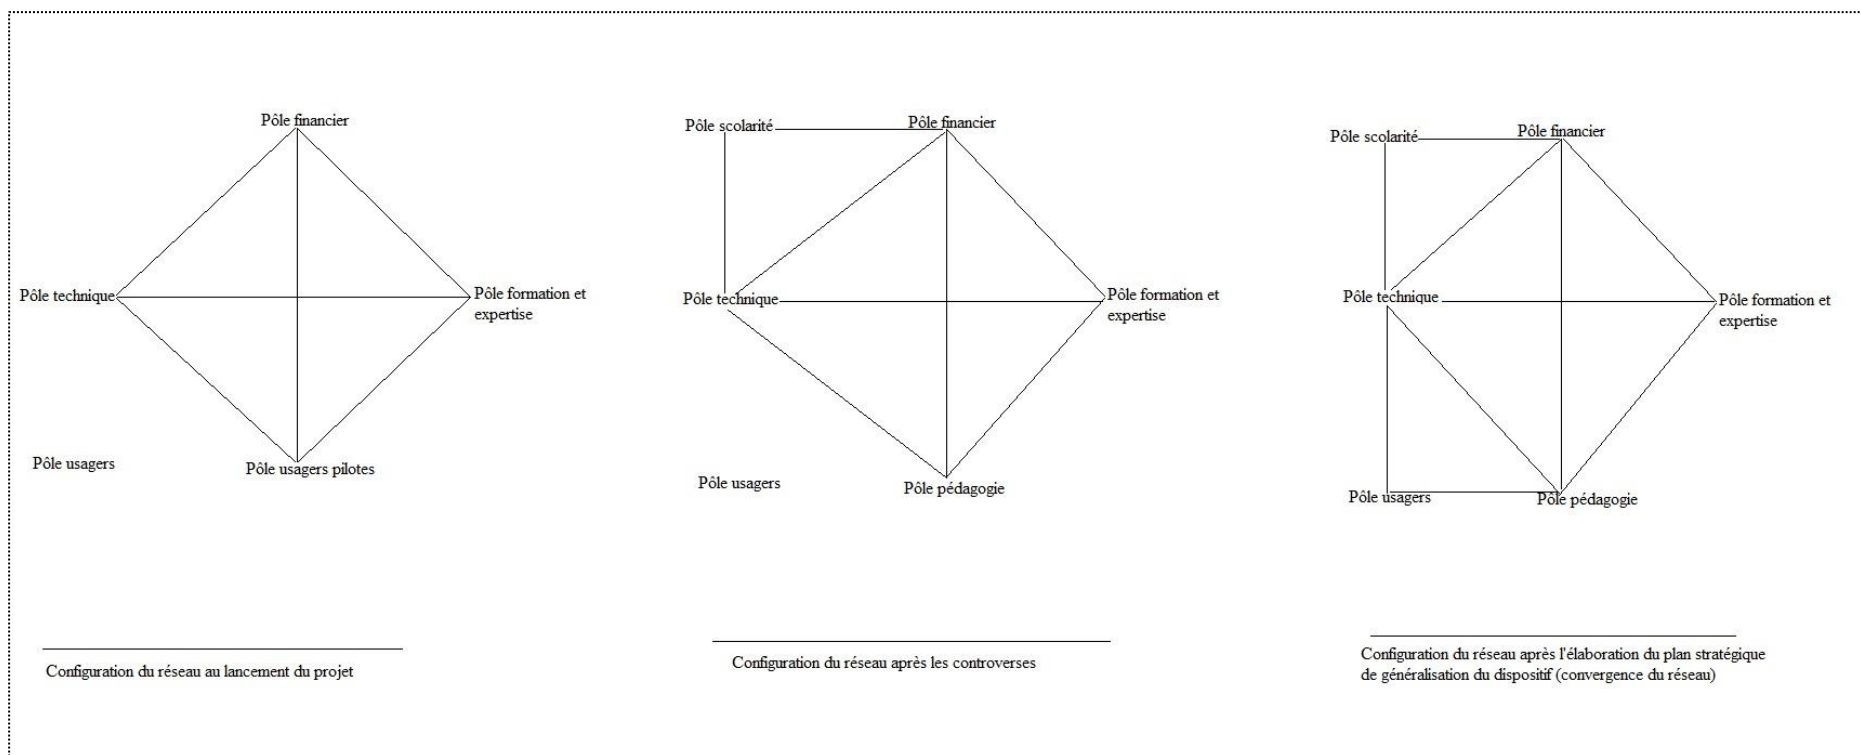 Pôle financier
Pôle technique
Pôle formation et
expertise
Pôle usagers
Pôle usagers pilotes
Configuration du réseau au lancement du projet
Pôle scolarité
Pôle financier
Pôle technique
Pôle formation et
expertise
Pôle usagers
Pôle pédagogie
Configuration du réseau après les controverses
Pôle scolarité
Pôle financier
Pôle technique
Pôle formation et
expertise
Pôle usagers
Pôle pédagogie
Configuration du réseau après l'élaboration du plan stratégique
de généralisation du dispositif (convergence du réseau)